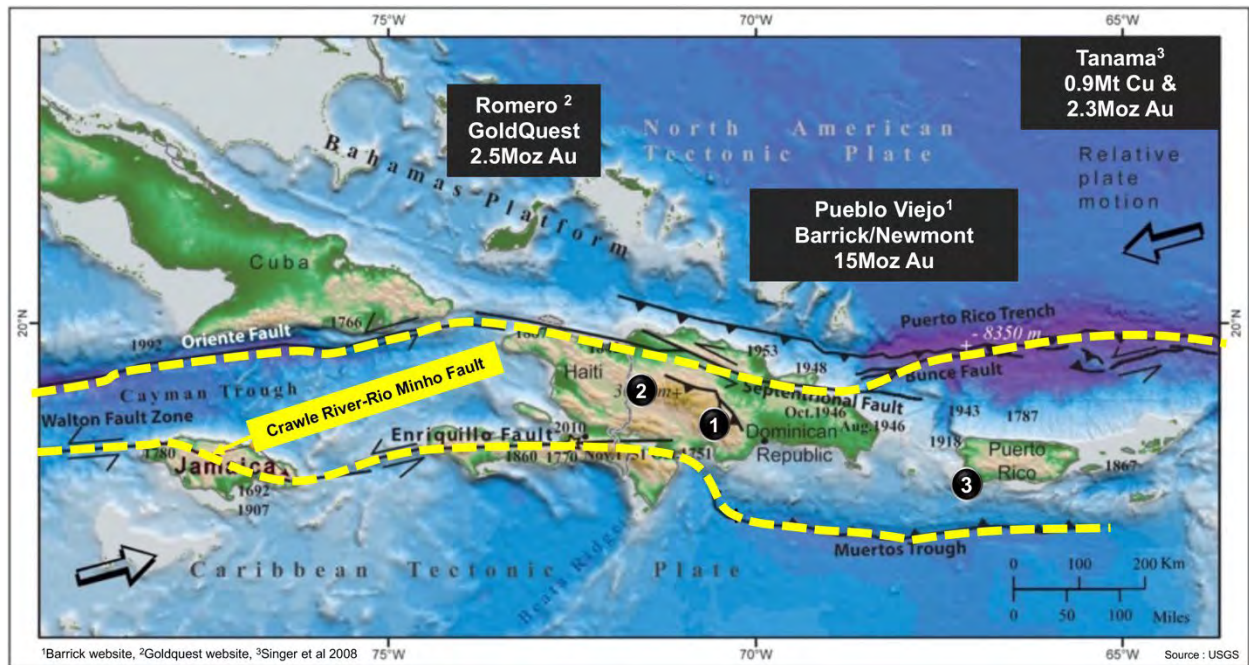 75°W
70°W
65°W
Tanama³
0.9Mt Cu &
2.3Moz Au
Romero ²
GoldQuest
2.5Moz Au
North American
Tectonic Plate
Relative
plate
motion
Bahamas-Platform
Pueblo Viejo¹
Barrick/Newmont
15Moz Au
Cuba
20°N
20°N
1766
1992
Oriente Fault
Puerto Rico Trench
- 8350 m
+
Bunce Fault
1953
1948
Cayman Trough
Crawle River-Rio Minho Fault
Haiti
2
Septentrional Fault
Oct.1946
Aug.1946
1943
1787
Walton Fault Zone
1
Dominican
Republic
Enriquillo Fault
2010
1918
Puerto
Rico
1780
Jamaica
1860
1770
1751
1867
1692
1907
3
Muertos Trough
Caribbean Tectonic Plate
Beata Ridge
0 100 200 Km
0 50 100 Miles
75°W
70°W
65°W
¹Barrick website, ²Goldquest website, ³Singer et al 2008
Source : USGS